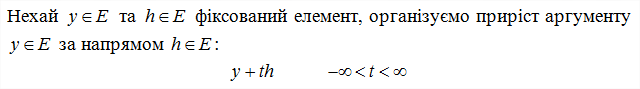 Нехай y∈E та h∈E фіксований елемент, організуємо приріст аргументу
y∈E за напрямом h∈E:
y+th −∞<t<∞